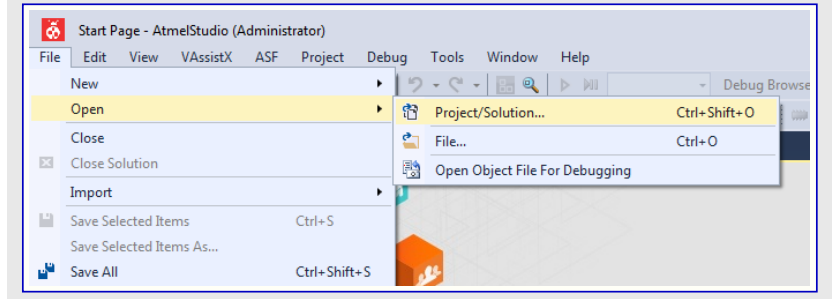 Start Page - AtmelStudio (Administrator)
File Edit View VAssistX ASF Project Debug Tools Window Help
New
Debug Browse
Open
Project/Solution... Ctrl+Shift+O
Close
File... Ctrl+O
Close Solution
Open Object File For Debugging
Import
Save Selected Items Ctrl+S
Save Selected Items As...
Save All Ctrl+Shift+S